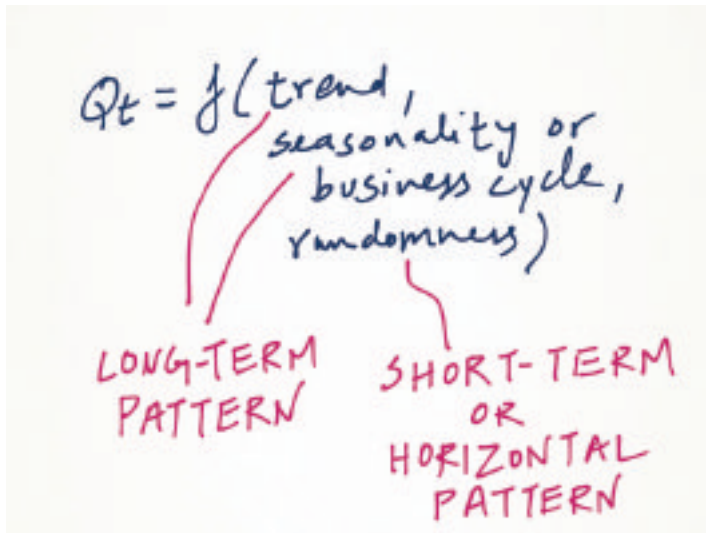 Qt = f(trend,
seasonality or
business cycle,
randomness)
LONG-TERM
PATTERN
SHORT-TERM
OR
HORIZONTAL
PATTERN